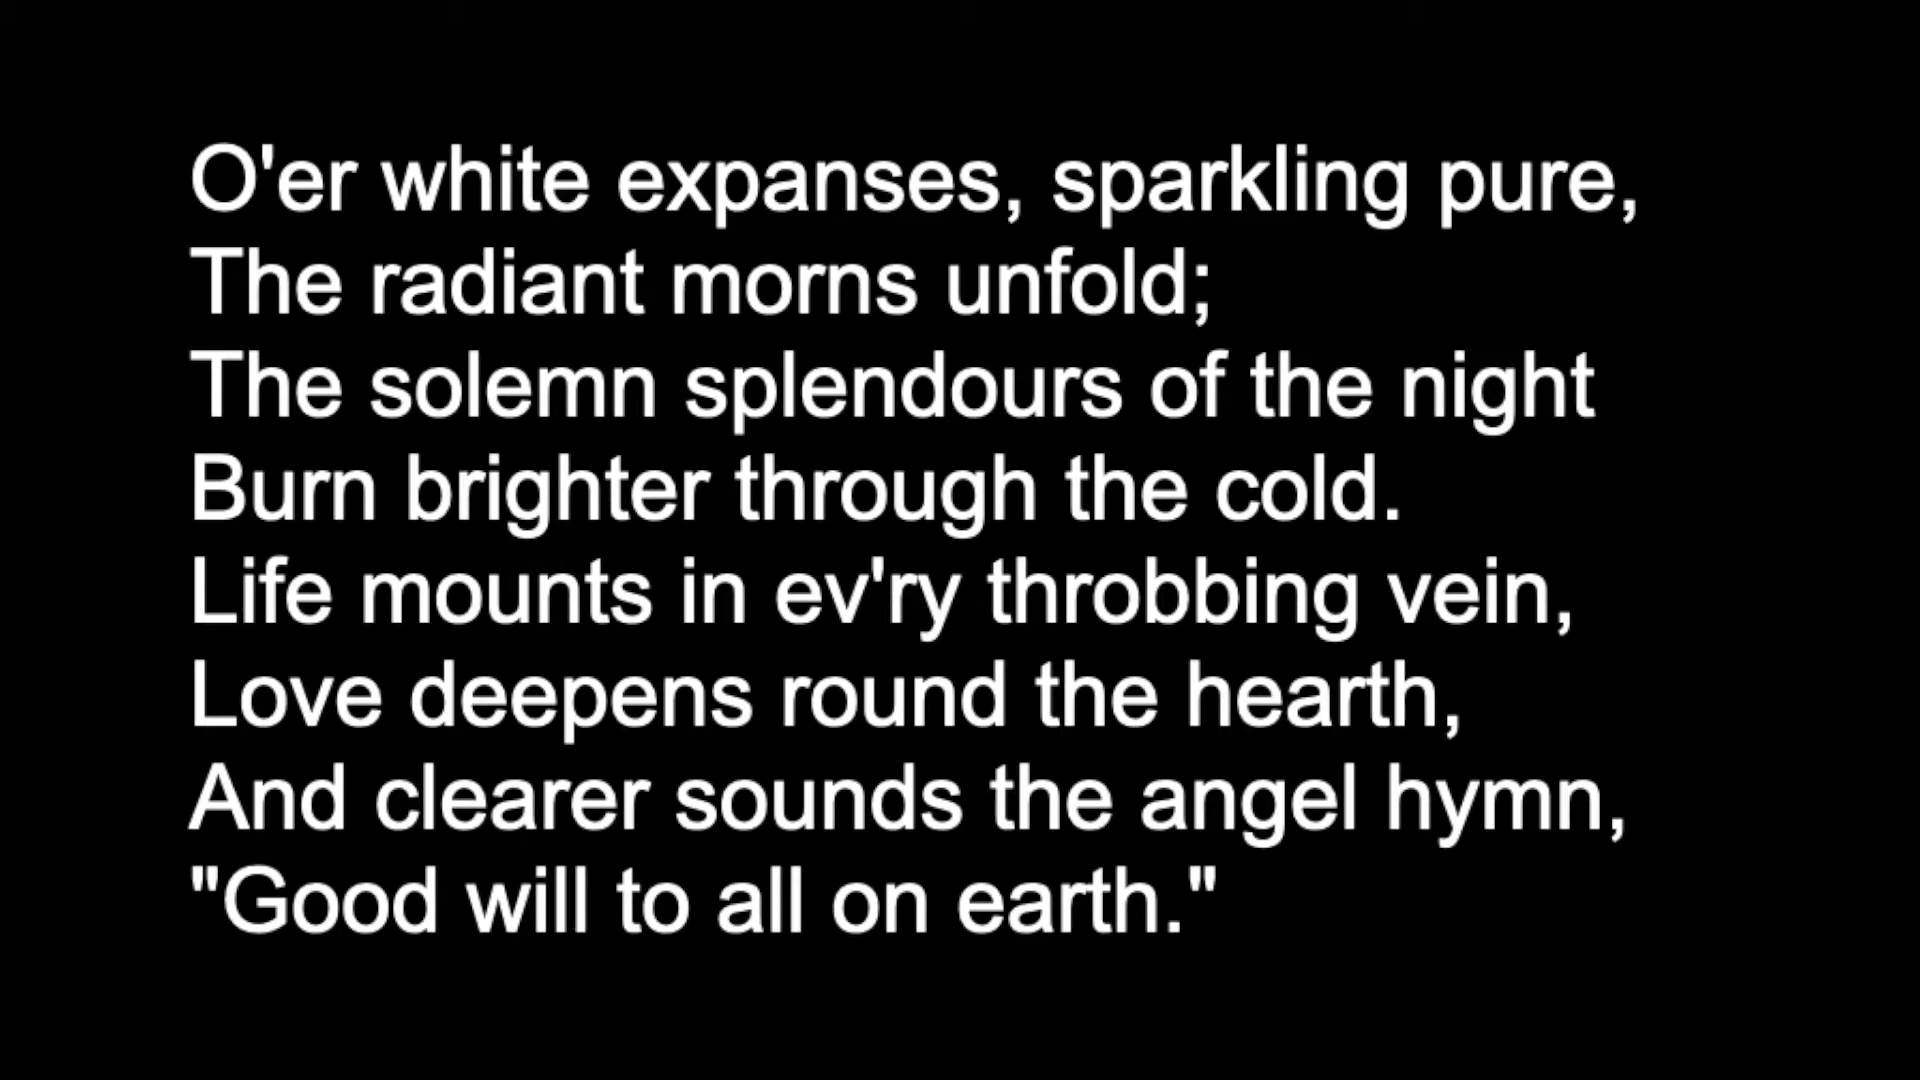 O'er white expanses, sparkling pure,
The radiant morns unfold;
The solemn splendours of the night
Burn brighter through the cold.
Life mounts in ev'ry throbbing vein,
Love deepens round the hearth,
And clearer sounds the angel hymn,
"Good will to all on earth."